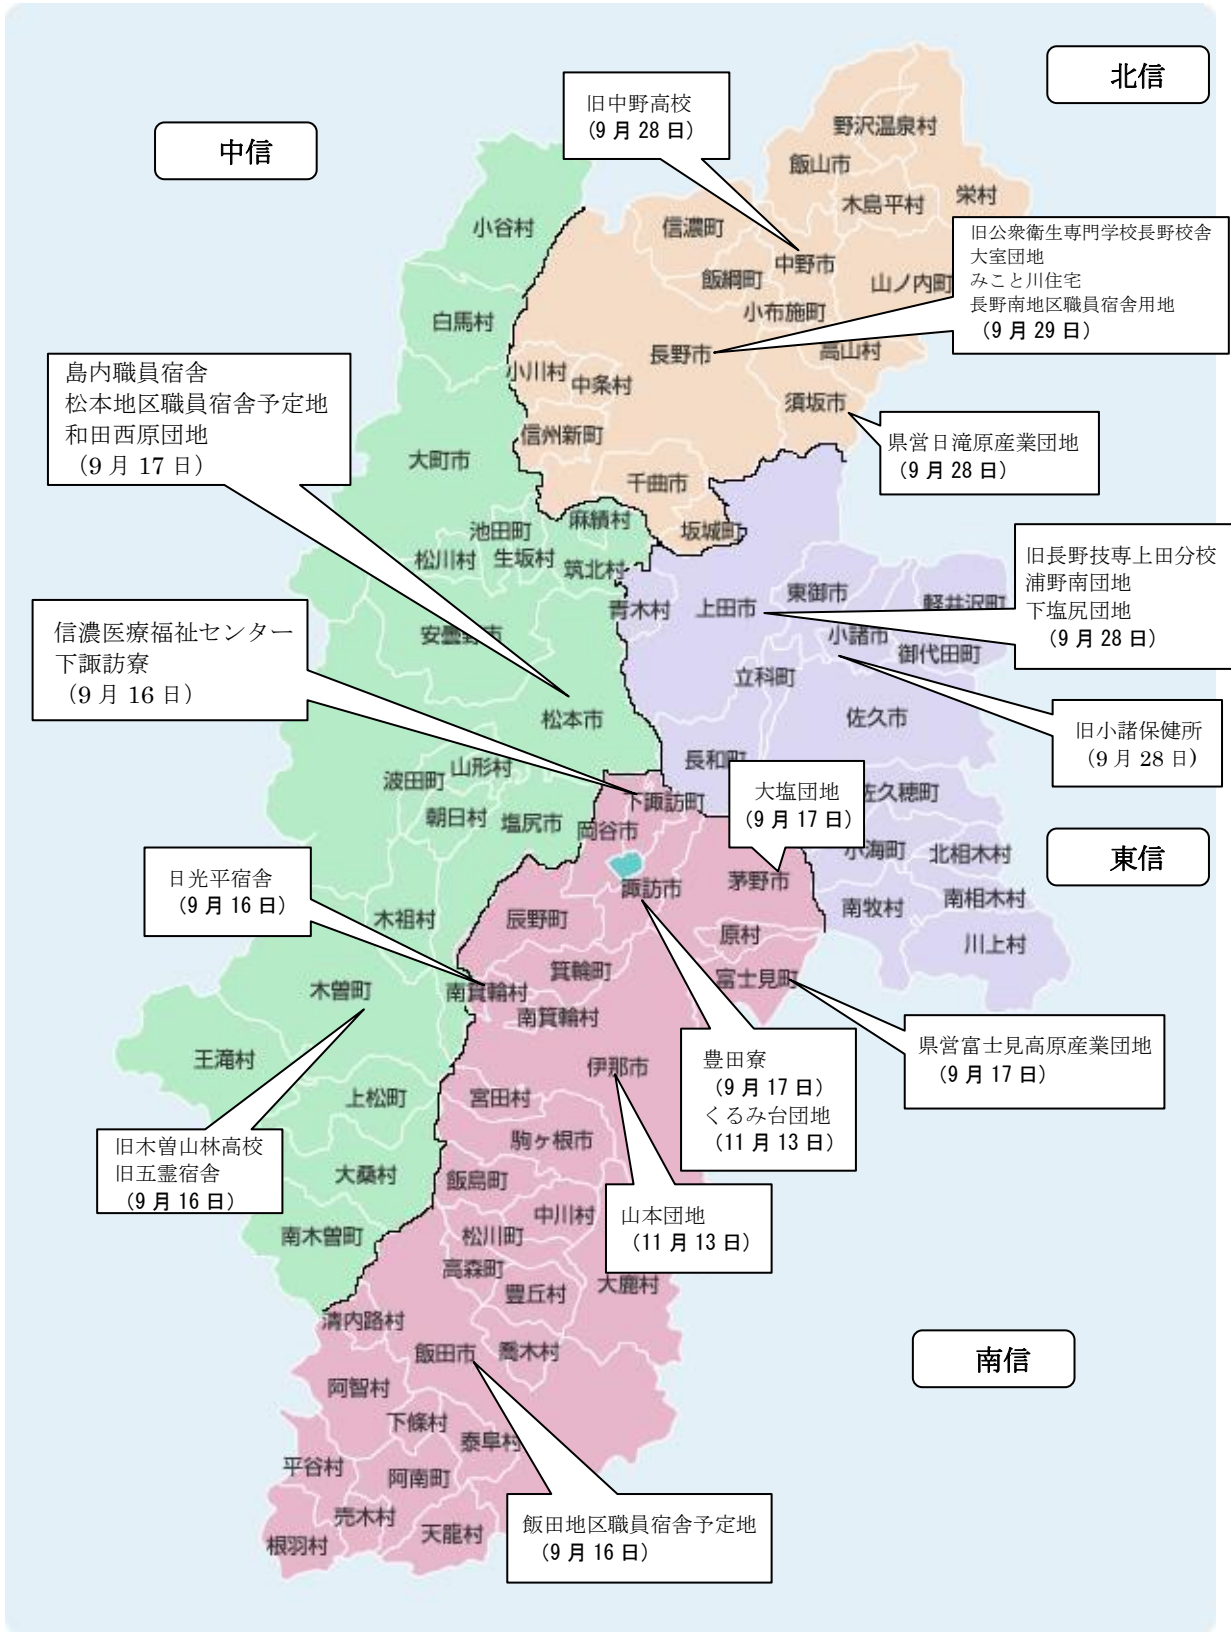 北信
中信
旧中野高校
（9月28日）
野沢温泉村
飯山市
木島平村
栄村
小谷村
信濃町
中野市
飯綱町
山ノ内町
小布施町
旧公衆衛生専門学校長野校舎
大室団地
みこと川住宅
長野南地区職員宿舎用地
（9月29日）
白馬村
長野市
高山村
小川村
中条村
須坂市
信州新町
島内職員宿舎
松本地区職員宿舎予定地
和田西原団地
（9月17日）
県営日滝原産業団地
（9月28日）
大町市
千曲市
坂城町
池田町
麻績村
松川村
生坂村
筑北村
旧長野技専上田分校
浦野南団地
下塩尻団地
（9月28日）
青木村
上田市
東御市
軽井沢町
小諸市
御代田町
安曇野市
立科町
信濃医療福祉センター
下諏訪寮
（9月16日）
松本市
佐久市
旧小諸保健所
（9月28日）
長和町
波田町
山形村
朝日村
塩尻市
下諏訪町
岡谷市
大塩団地
（9月17日）
佐久穂町
小海町
北相木村
東信
日光平宿舎
（9月16日）
諏訪市
茅野市
南牧村
南相木村
木祖村
辰野町
原村
川上村
箕輪町
富士見町
木曽町
南箕輪村
南箕輪村
王滝村
伊那市
豊田寮
（9月17日）
くるみ台団地
（11月13日）
県営富士見高原産業団地
（9月17日）
上松町
宮田村
駒ヶ根市
旧木曽山林高校
旧五霊宿舎
（9月16日）
大桑村
飯島町
中川村
山本団地
（11月13日）
南木曽町
松川町
高森町
豊丘村
大鹿村
清内路村
飯田市
喬木村
南信
阿智村
下條村
泰阜村
平谷村
阿南町
売木村
天龍村
根羽村
飯田地区職員宿舎予定地
（9月16日）